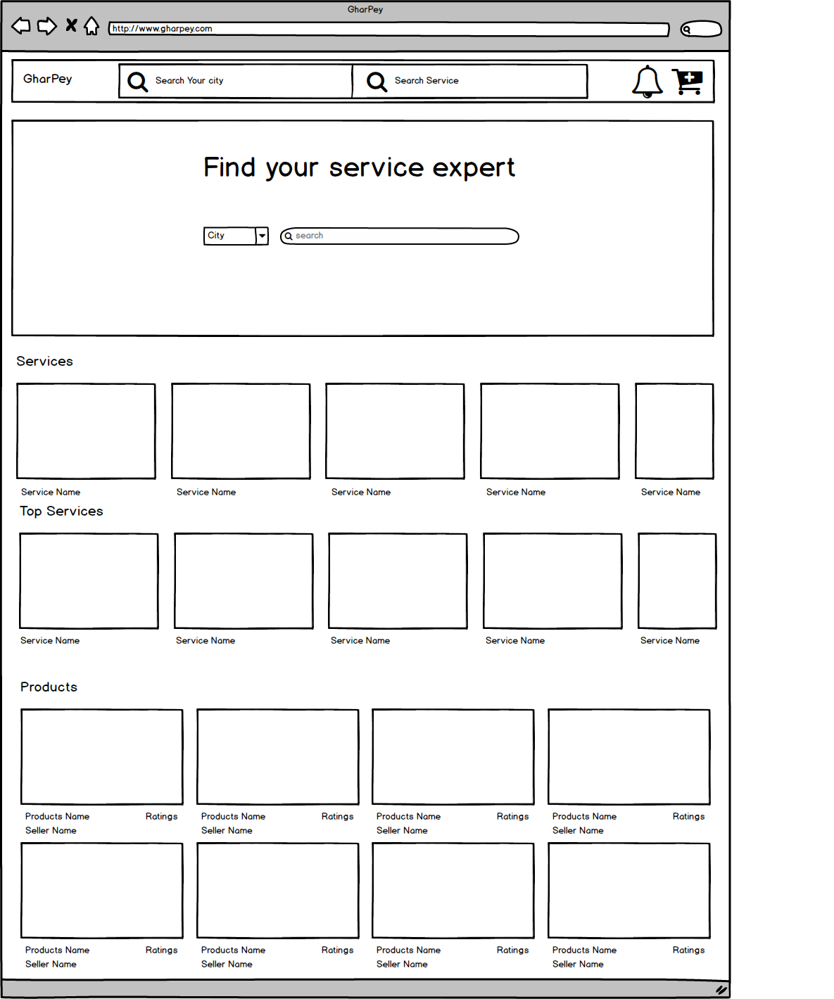 GharPey
http://www.gharpey.com
GharPey
Search Your city
Search Service
Find your service expert
City
search
Services
Service Name Service Name Service Name Service Name Service Name
Top Services
Service Name Service Name Service Name Service Name Service Name
Products
Products Name Ratings Products Name Ratings Products Name Ratings Products Name Ratings
Seller Name Seller Name Seller Name Seller Name
Products Name Ratings Products Name Ratings Products Name Ratings Products Name Ratings
Seller Name Seller Name Seller Name Seller Name